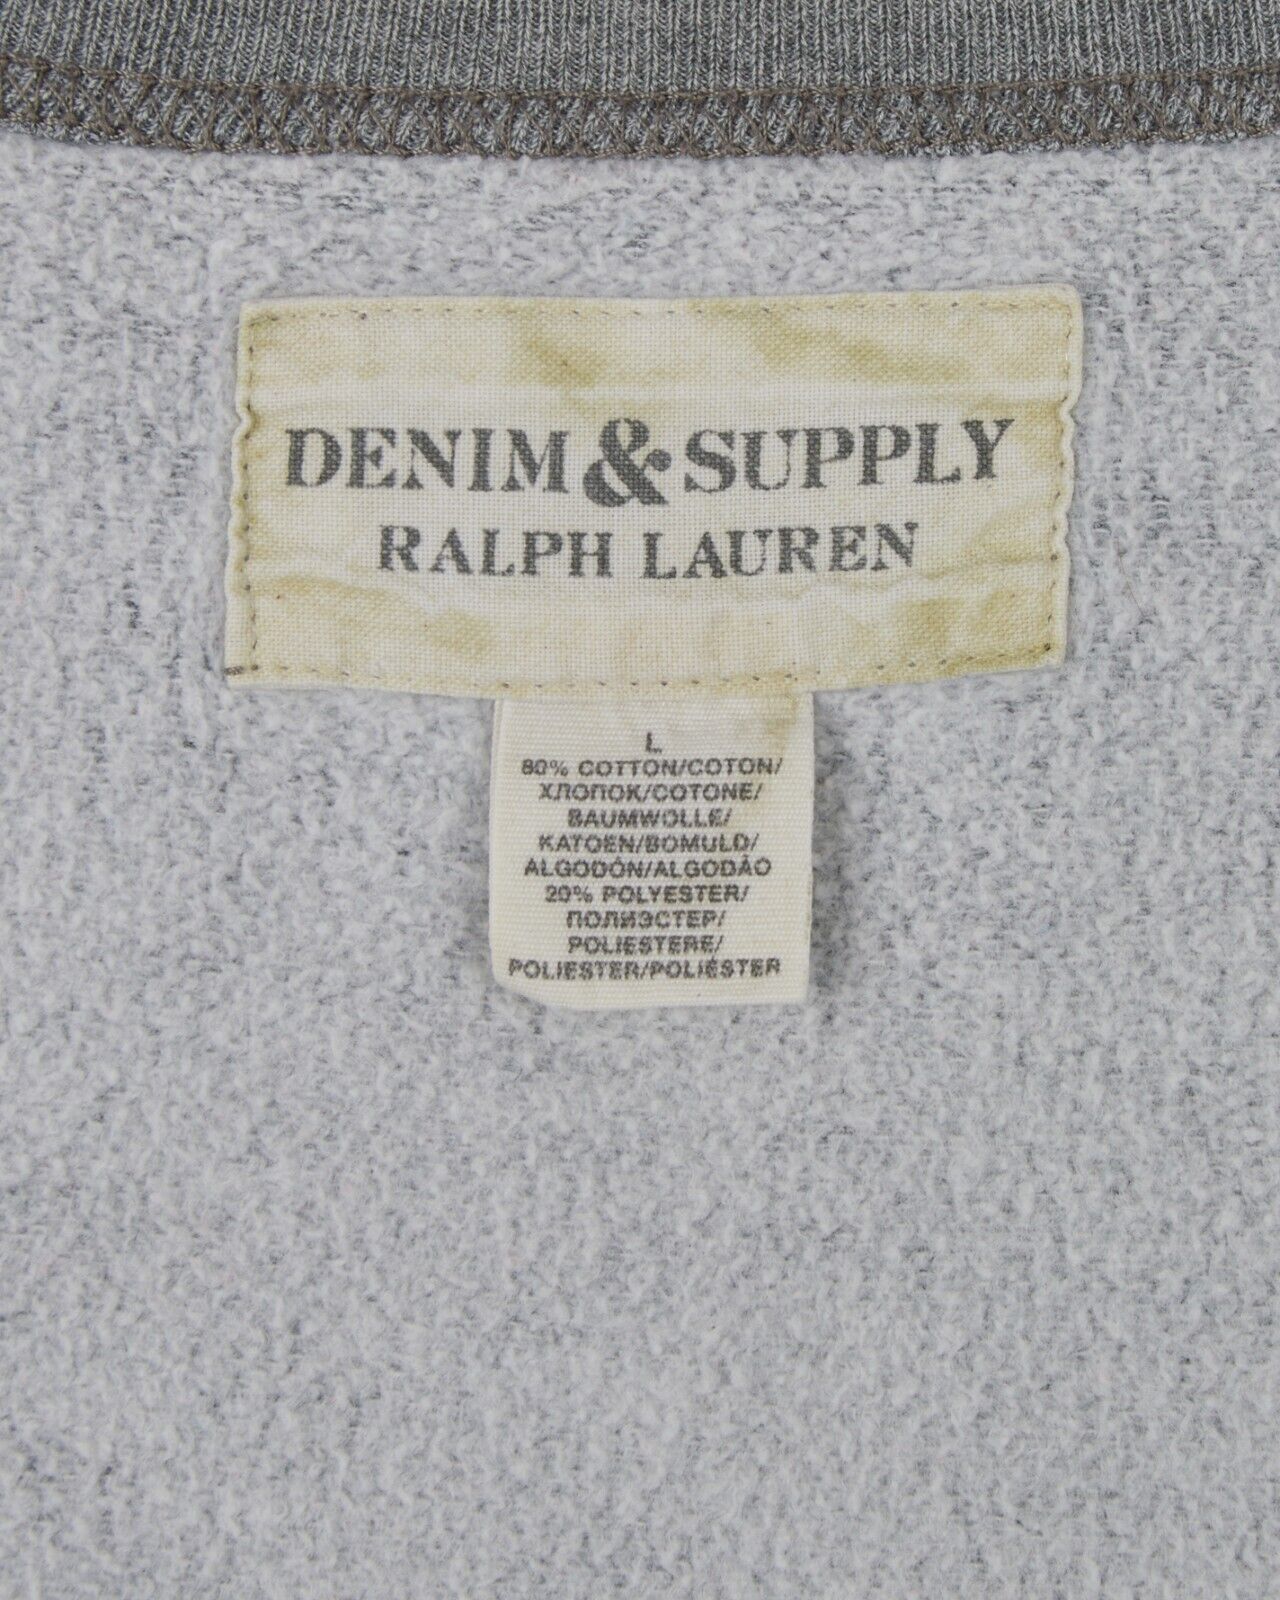 DENIM & SUPPLY
RALPH LAUREN
L
80% COTTON/COTON/
ХЛОПОК/COTONE/
BAUMWOLLE/
KATOEN/BOMULD/
ALGODÓN/ALGODÃO
20% POLYESTER/
ПОЛИЭСТЕР/
POLIESTERE/
POLIESTER/POLIÉSTER